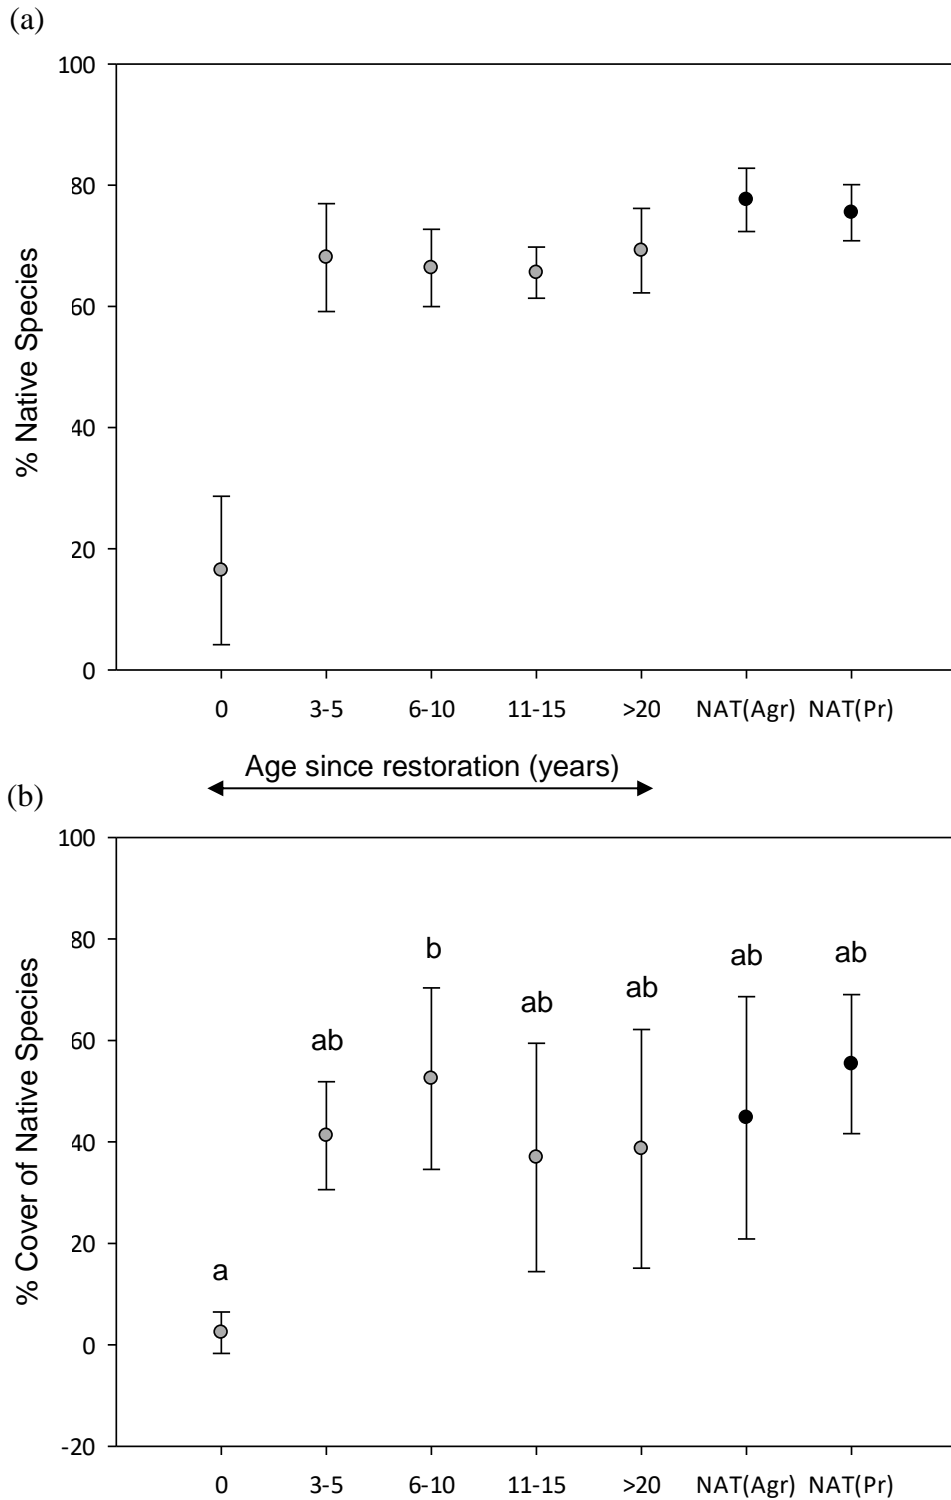 (a)
100
80
60
40
20
0
% Native Species
0 3-5 6-10 11-15 >20 NAT(Agr) NAT(Pr)
Age since restoration (years)
(b)
100
80
60
40
20
0
-20
% Cover of Native Species
a ab b ab ab ab ab
0 3-5 6-10 11-15 >20 NAT(Agr) NAT(Pr)